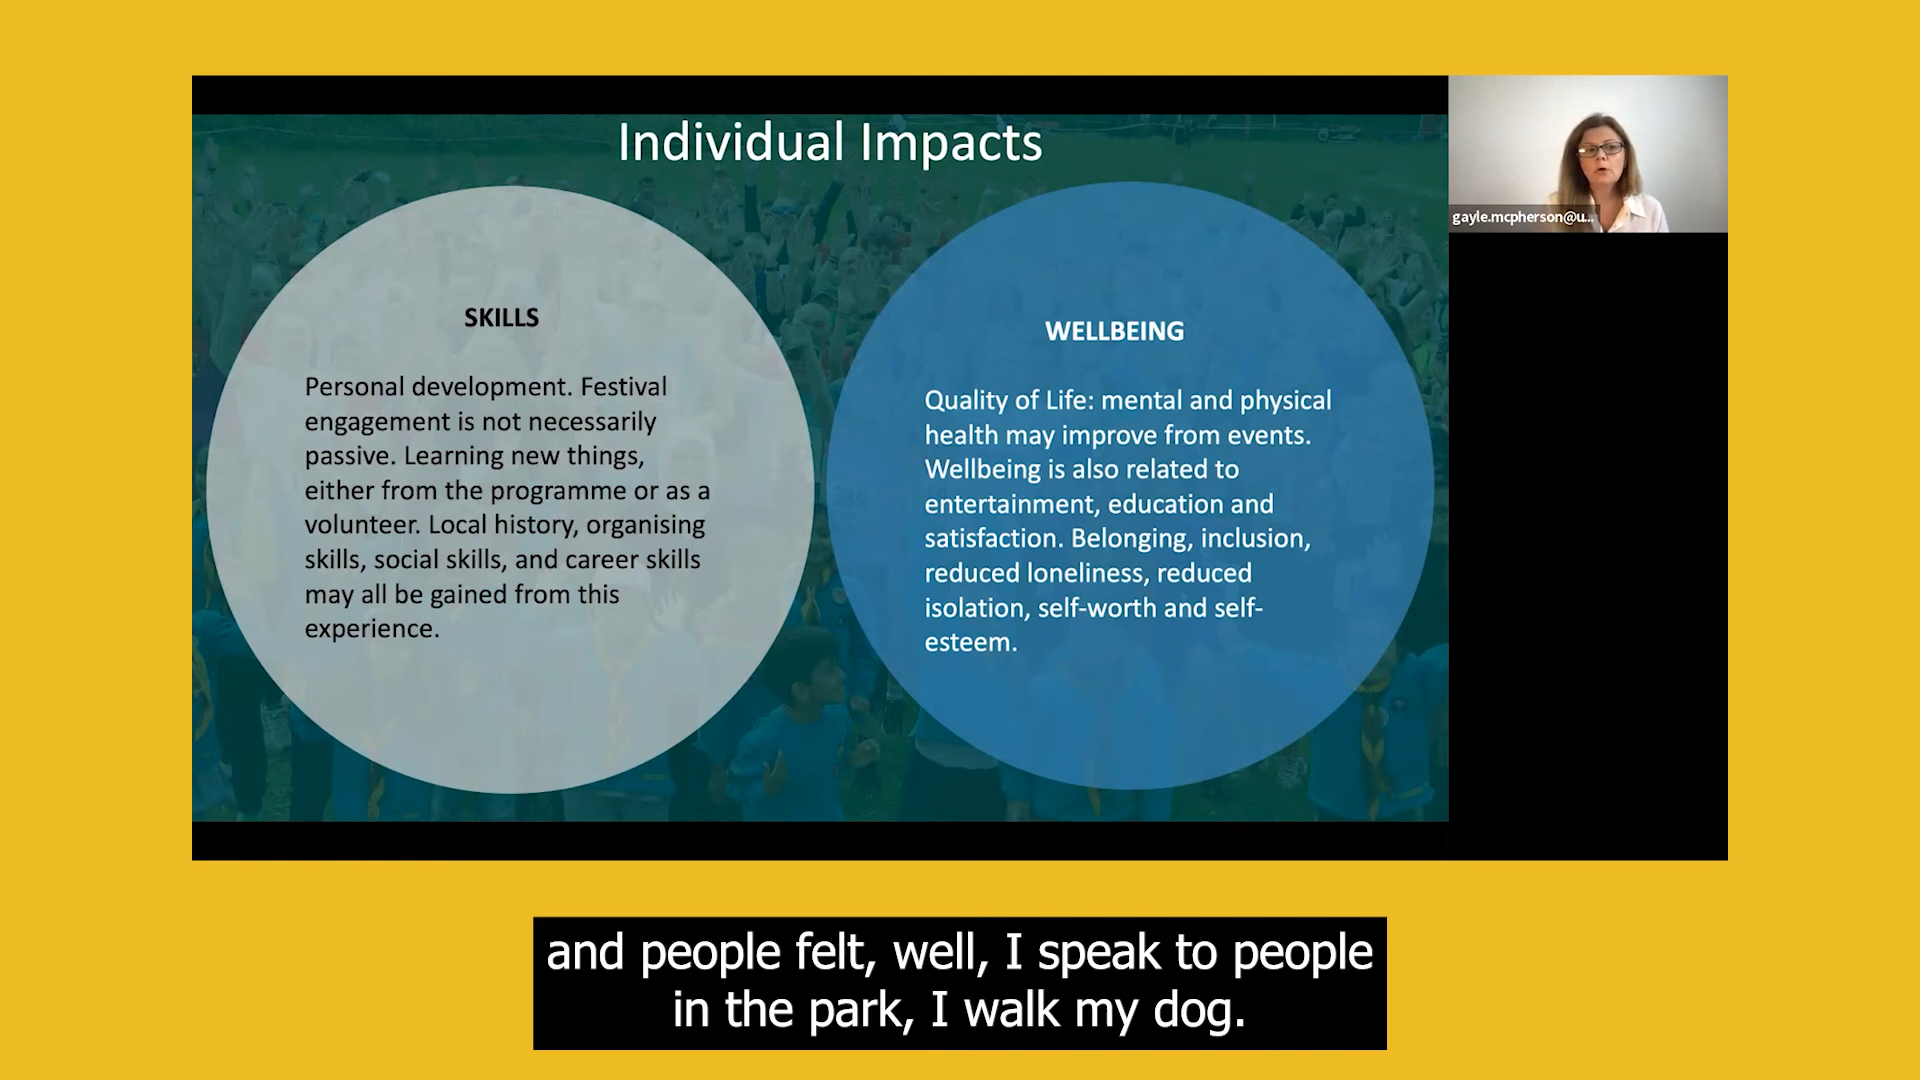 Individual Impacts
SKILLS
Personal development. Festival
engagement is not necessarily
passive. Learning new things,
either from the programme or as a
volunteer. Local history, organising
skills, social skills, and career skills
may all be gained from this
experience.
WELLBEING
Quality of Life: mental and physical
health may improve from events.
Wellbeing is also related to
entertainment, education and
satisfaction. Belonging, inclusion,
reduced loneliness, reduced
isolation, self-worth and self-
esteem.
gayle.mcpherson@u...
and people felt, well, I speak to people
in the park, I walk my dog.